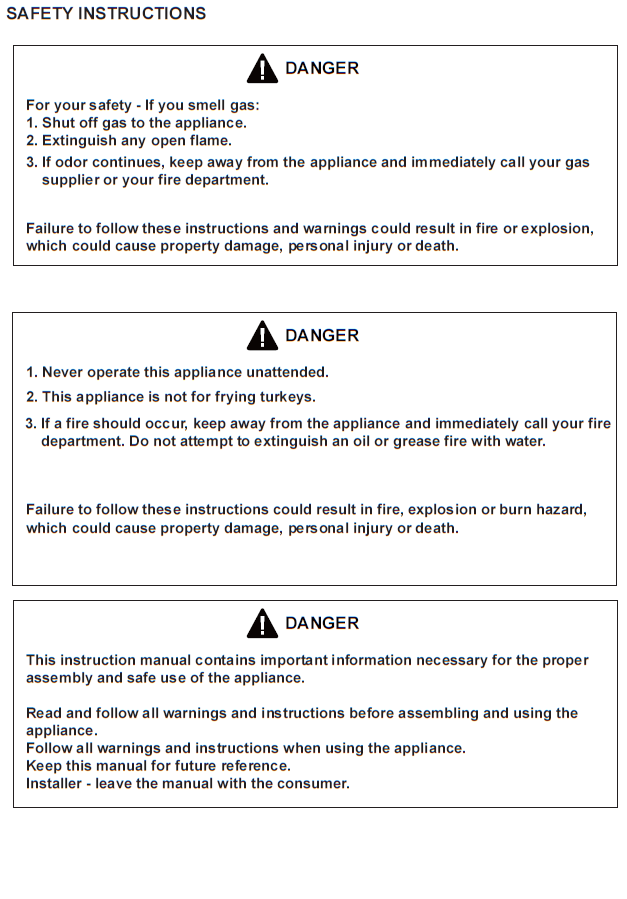 SAFETY INSTRUCTIONS
DANGER
For your safety - If you smell gas:
1. Shut off gas to the appliance.
2. Extinguish any open flame.
3. If odor continues, keep away from the appliance and immediately call your gas
supplier or your fire department.
Failure to follow these instructions and warnings could result in fire or explosion,
which could cause property damage, personal injury or death.
DANGER
1. Never operate this appliance unattended.
2. This appliance is not for frying turkeys.
3. If a fire should occur, keep away from the appliance and immediately call your fire
department. Do not attempt to extinguish an oil or grease fire with water.
Failure to follow these instructions could result in fire, explosion or burn hazard,
which could cause property damage, personal injury or death.
DANGER
This instruction manual contains important information necessary for the proper
assembly and safe use of the appliance.
Read and follow all warnings and instructions before assembling and using the
appliance.
Follow all warnings and instructions when using the appliance.
Keep this manual for future reference.
Installer - leave the manual with the consumer.